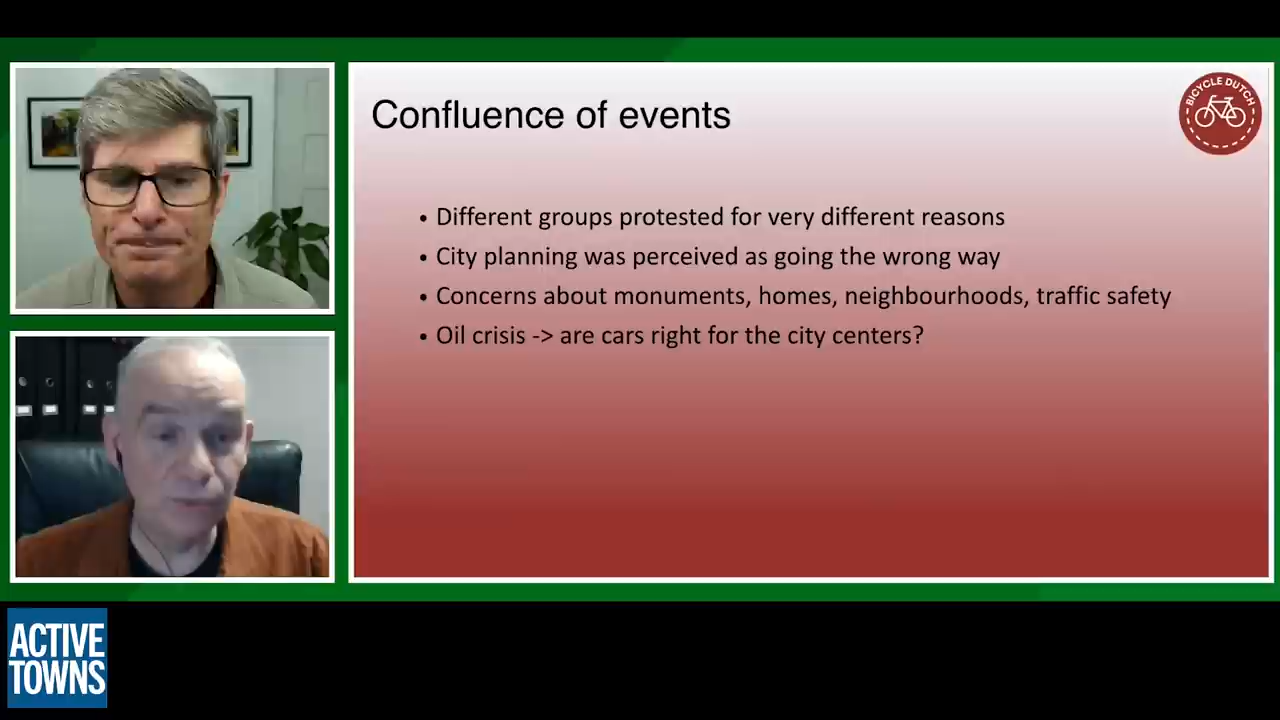 Confluence of events
BICYCLE DUTCH
• Different groups protested for very different reasons
• City planning was perceived as going the wrong way
• Concerns about monuments, homes, neighbourhoods, traffic safety
• Oil crisis -> are cars right for the city centers?
ACTIVE
TOWNS